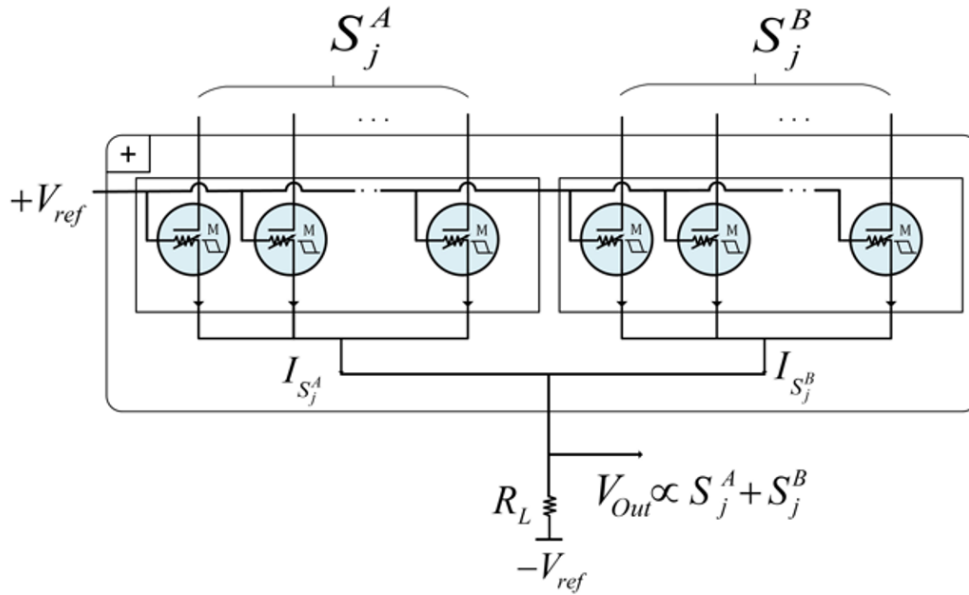 S_j^A S_j^B
... ...
+
+V_ref
... ...
M M M M M M
I_{S_j^A} I_{S_j^B}
R_L V_Out ∝ S_j^A + S_j^B
-V_ref